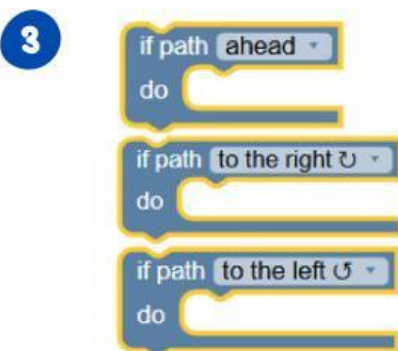 3
if path ahead ▾
do
if path to the right ↻ ▾
do
if path to the left ↺ ▾
do